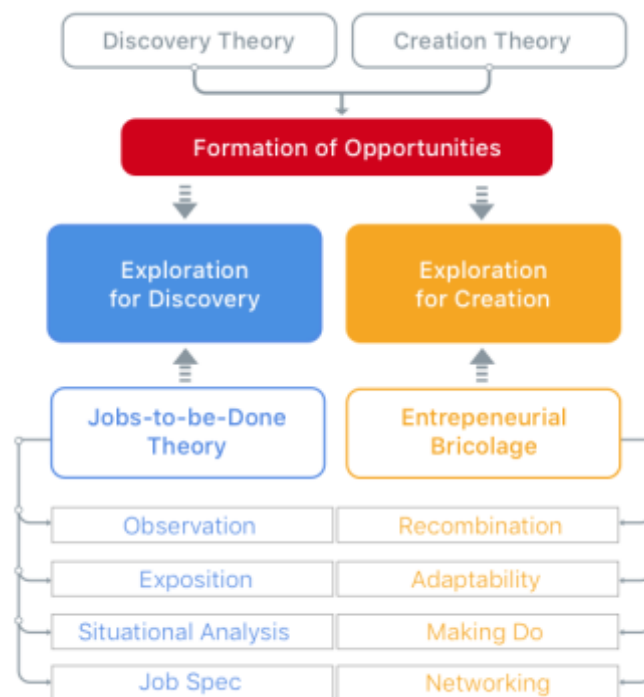 Discovery Theory
Creation Theory
Formation of Opportunities
Exploration
for Discovery
Exploration
for Creation
Jobs-to-be-Done
Theory
Entrepeneurial
Bricolage
Observation
Recombination
Exposition
Adaptability
Situational Analysis
Making Do
Job Spec
Networking